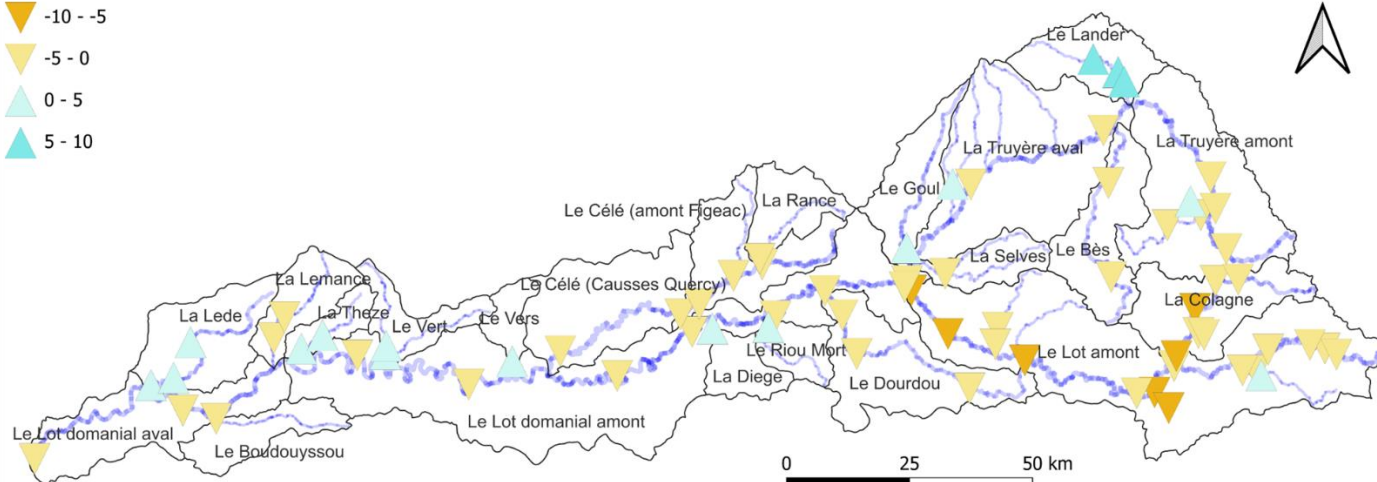 -10 - -5
-5 - 0
0 - 5
5 - 10
Le Lander
La Truyère aval
La Truyère amont
Le Goul
La Rance
Le Célé (amont Figeac)
La Selves
Le Bès
La Lemance
Le Célé (Causses Quercy)
La Colagne
La Lede
La Theze
Le Vert
Le Vers
Le Riou Mort
Le Lot amont
La Diege
Le Dourdou
Le Lot domanial aval
Le Lot domanial amont
Le Boudouyssou
0 25 50 km